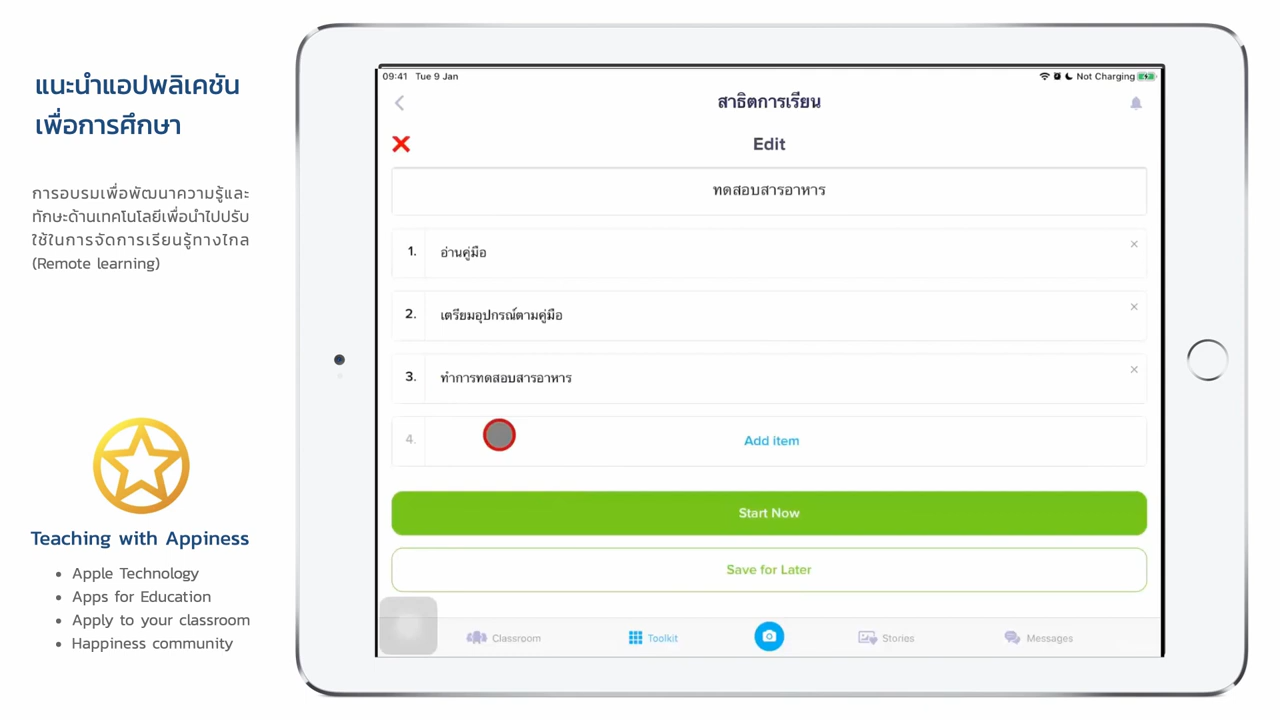 แนะนำแอปพลิเคชัน
เพื่อการศึกษา
การอบรมเพื่อพัฒนาความรู้และ
ทักษะด้านเทคโนโลยีเพื่อนำไปปรับ
ใช้ในการจัดการเรียนรู้ทางไกล
(Remote learning)
Teaching with Appiness
• Apple Technology
• Apps for Education
• Apply to your classroom
• Happiness community
09:41 Tue 9 Jan
Not Charging
สาธิตการเรียน
Edit
ทดสอบสารอาหาร
1. อ่านคู่มือ
2. เตรียมอุปกรณ์ตามคู่มือ
3. ทำการทดสอบสารอาหาร
4. Add item
Start Now
Save for Later
Classroom
Toolkit
Stories
Messages